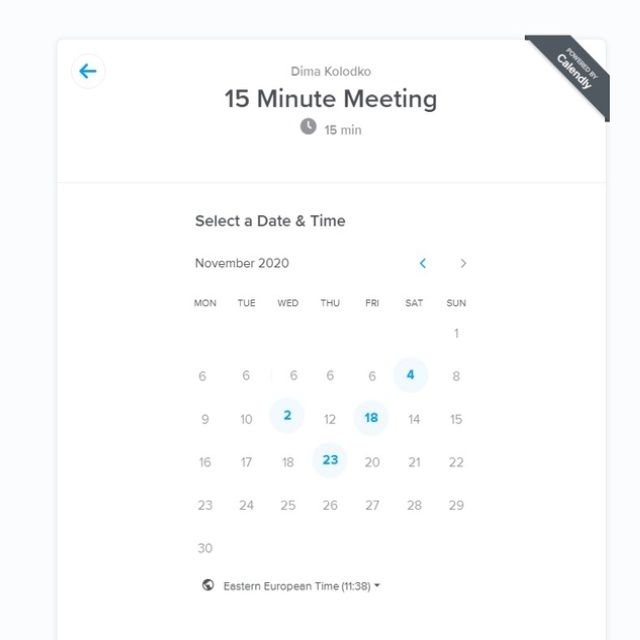 POWERED BY
Calendly
Dima Kolodko
15 Minute Meeting
15 min
Select a Date & Time
November 2020
MON TUE WED THU FRI SAT SUN
1
6 6 6 6 6 4 8
9 10 2 12 18 14 15
16 17 18 23 20 21 22
23 24 25 26 27 28 29
30
Eastern European Time (11:38)